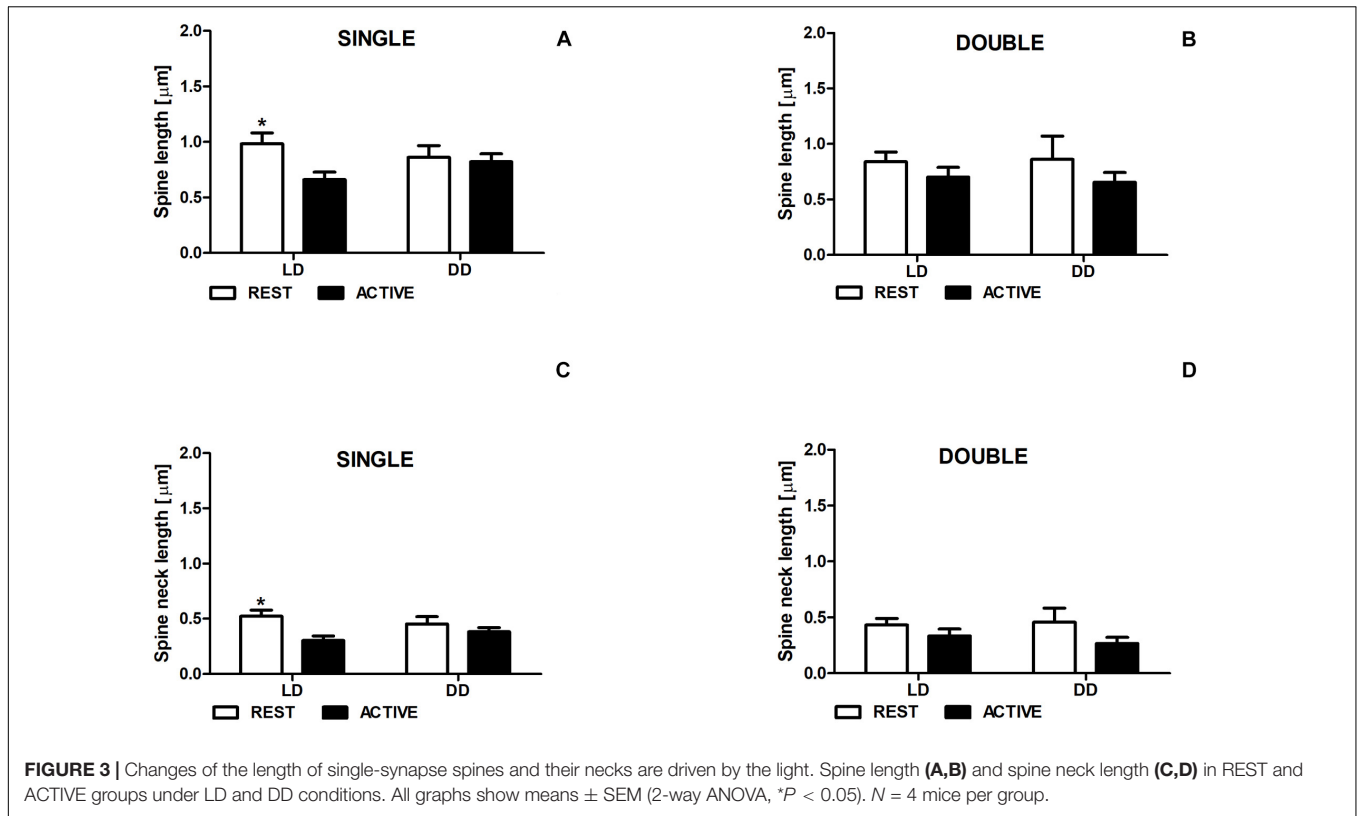 SINGLE
A
Spine length [μm]
2.0
1.5
1.0
0.5
0.0
*
LD
DD
REST
ACTIVE
DOUBLE
B
Spine length [μm]
2.0
1.5
1.0
0.5
0.0
LD
DD
REST
ACTIVE
C
SINGLE
Spine neck length [μm]
2.0
1.5
1.0
0.5
0.0
*
LD
DD
REST
ACTIVE
D
DOUBLE
Spine neck length [μm]
2.0
1.5
1.0
0.5
0.0
LD
DD
REST
ACTIVE
FIGURE 3 | Changes of the length of single-synapse spines and their necks are driven by the light. Spine length (A,B) and spine neck length (C,D) in REST and
ACTIVE groups under LD and DD conditions. All graphs show means ± SEM (2-way ANOVA, *P < 0.05). N = 4 mice per group.